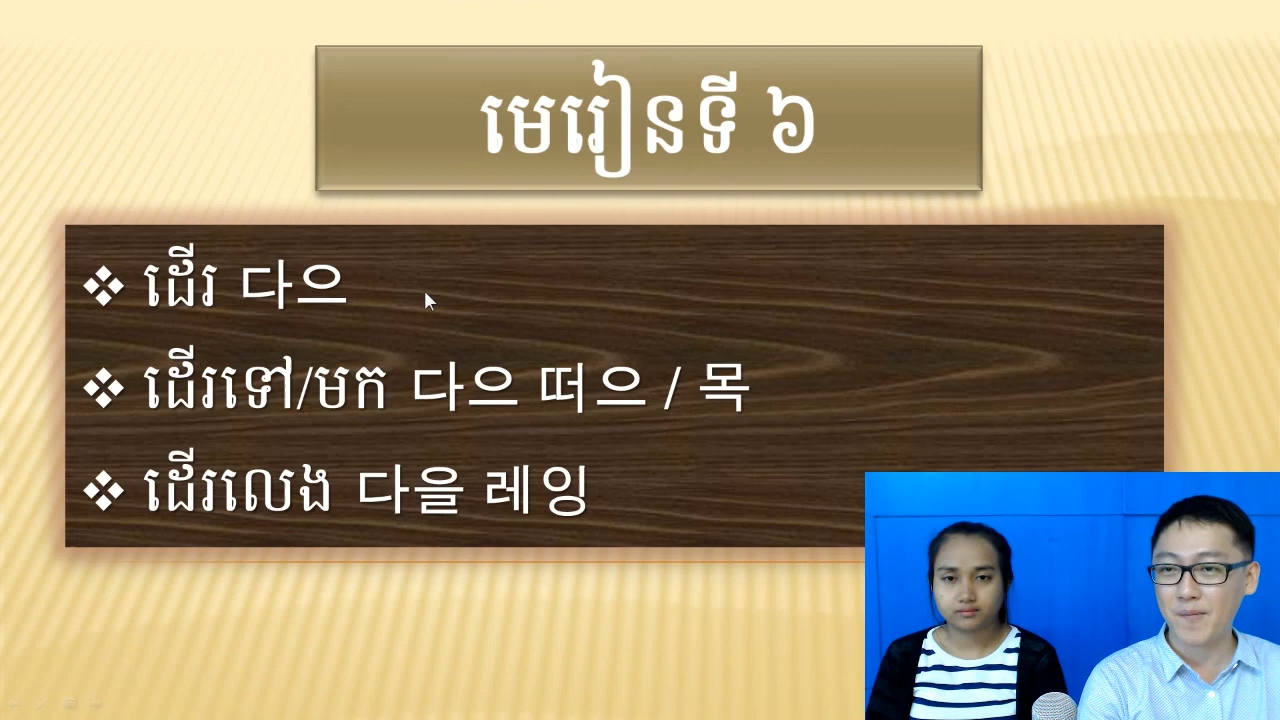 មេរៀនទី ៦
❖ ដើរ 다으
❖ ដើរទៅ/មក 다으 떠으 / 목
❖ ដើរលេង 다을 레잉